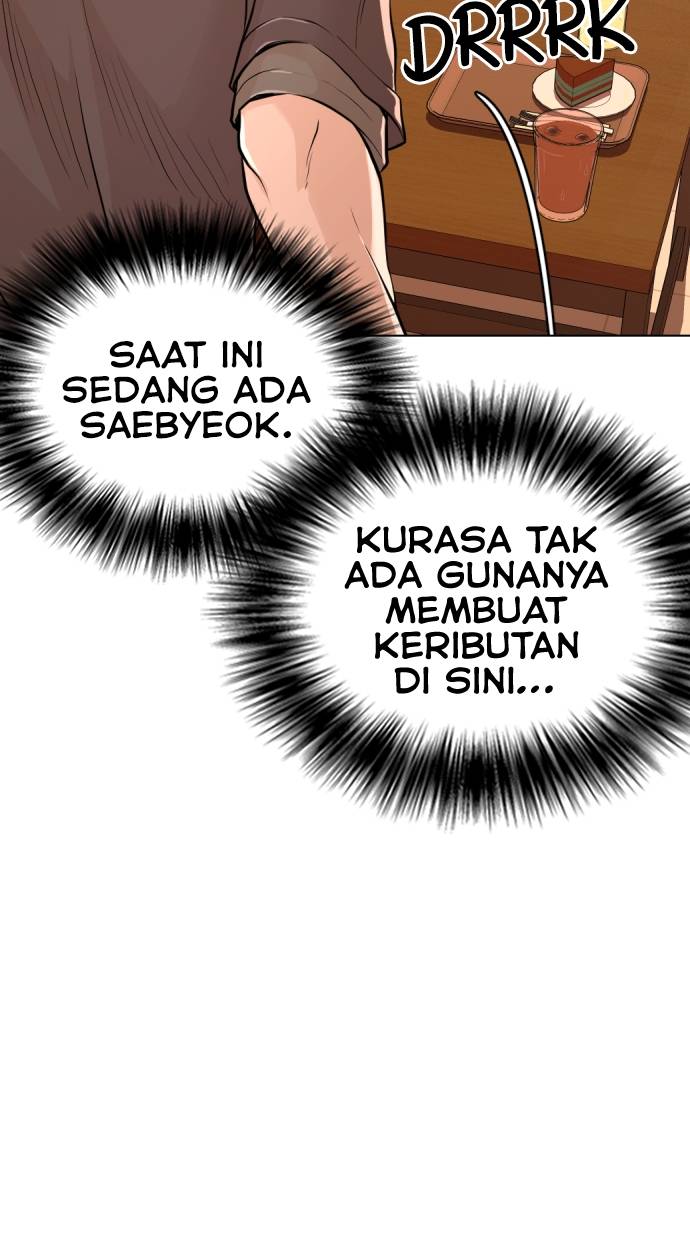 DRRRK
SAAT INI
SEDANG ADA
SAEBYEOK.
KURASA TAK
ADA GUNANYA
MEMBUAT
KERIBUTAN
DI SINI...